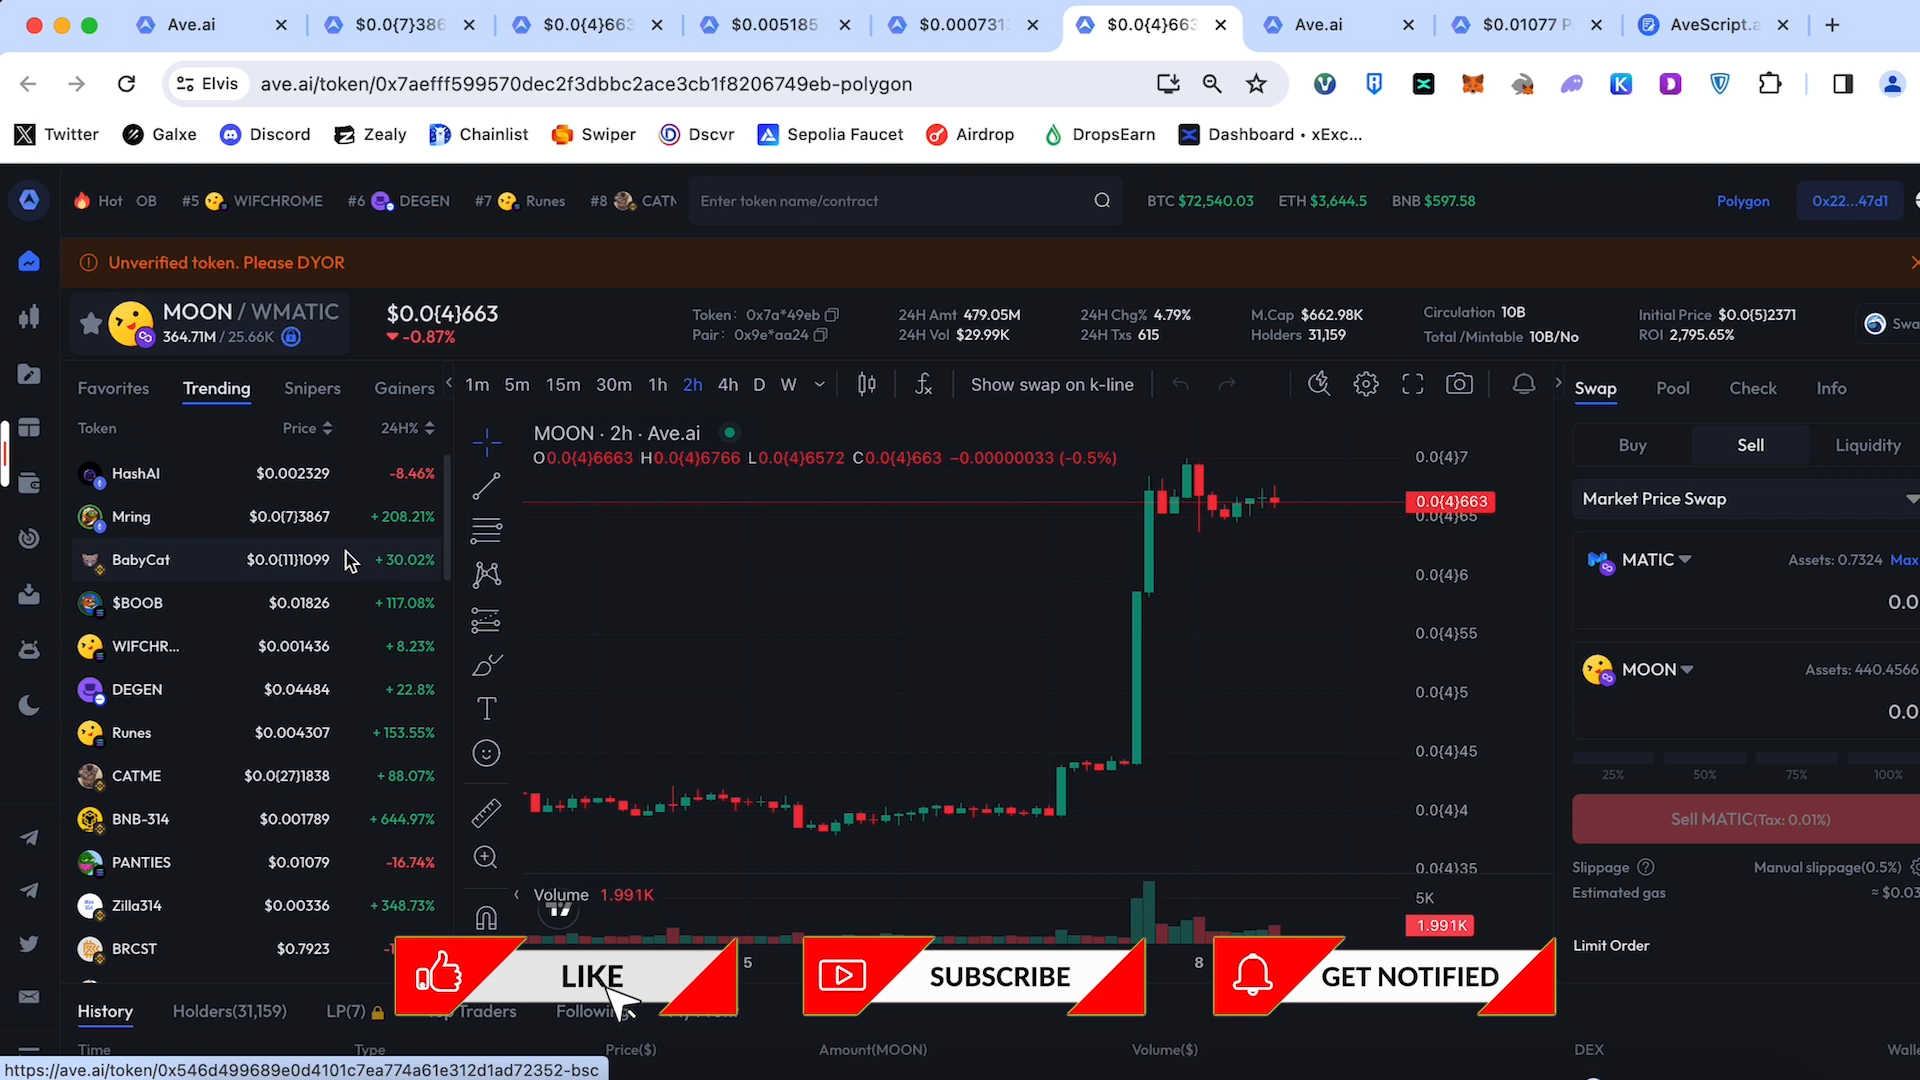 Ave.ai
$0.0{7}386
$0.0{4}663
$0.005185
$0.000731
$0.0{4}663
Ave.ai
$0.01077 P
AveScript.a
Elvis
ave.ai/token/0x7aefff599570dec2f3dbbc2ace3cb1f8206749eb-polygon
Twitter
Galxe
Discord
Zealy
Chainlist
Swiper
Dscvr
Sepolia Faucet
Airdrop
DropsEarn
Dashboard • xExc...
Hot
OB
#5 WIFCHROME
#6 DEGEN
#7 Runes
#8 CATM
Enter token name/contract
BTC $72,540.03
ETH $3,644.5
BNB $597.58
Polygon
0x22...47d1
Unverified token. Please DYOR
MOON / WMATIC
364.71M / 25.66K
$0.0{4}663
-0.87%
Token: 0x7a*49eb
Pair: 0x9e*aa24
24H Amt 479.05M
24H Vol $29.99K
24H Chg% 4.79%
24H Txs 615
M.Cap $662.98K
Holders 31,159
Circulation 10B
Total /Mintable 10B/No
Initial Price $0.0{5}2371
ROI 2,795.65%
Swa
Favorites
Trending
Snipers
Gainers
Token
Price
24H%
HashAI $0.002329 -8.46%
Mring $0.0{7}3867 +208.21%
BabyCat $0.0{11}1099 +30.02%
$BOOB $0.01826 +117.08%
WIFCHR... $0.001436 +8.23%
DEGEN $0.04484 +22.8%
Runes $0.004307 +153.55%
CATME $0.0{27}1838 +88.07%
BNB-314 $0.001789 +644.97%
PANTIES $0.01079 -16.74%
Zilla314 $0.00336 +348.73%
BRCST $0.7923
1m 5m 15m 30m 1h 2h 4h D W
Show swap on k-line
MOON · 2h · Ave.ai
O0.0{4}6663 H0.0{4}6766 L0.0{4}6572 C0.0{4}663 −0.00000033 (−0.5%)
0.0{4}7
0.0{4}663
0.0{4}65
0.0{4}6
0.0{4}55
0.0{4}5
0.0{4}45
0.0{4}4
0.0{4}35
Volume 1.991K
5K
1.991K
5
8
Swap
Pool
Check
Info
Buy
Sell
Liquidity
Market Price Swap
MATIC
Assets: 0.7324 Max
0.0
MOON
Assets: 440.4566
0.0
25%
50%
75%
100%
Sell MATIC(Tax: 0.01%)
Slippage
Manual slippage(0.5%)
Estimated gas
≈ $0.03
Limit Order
LIKE
SUBSCRIBE
GET NOTIFIED
History
Holders(31,159)
LP(7)
Traders
Following
Time
Type
Price($)
Amount(MOON)
Volume($)
DEX
Walle
https://ave.ai/token/0x546d499689e0d4101c7ea774a61e312d1ad72352-bsc